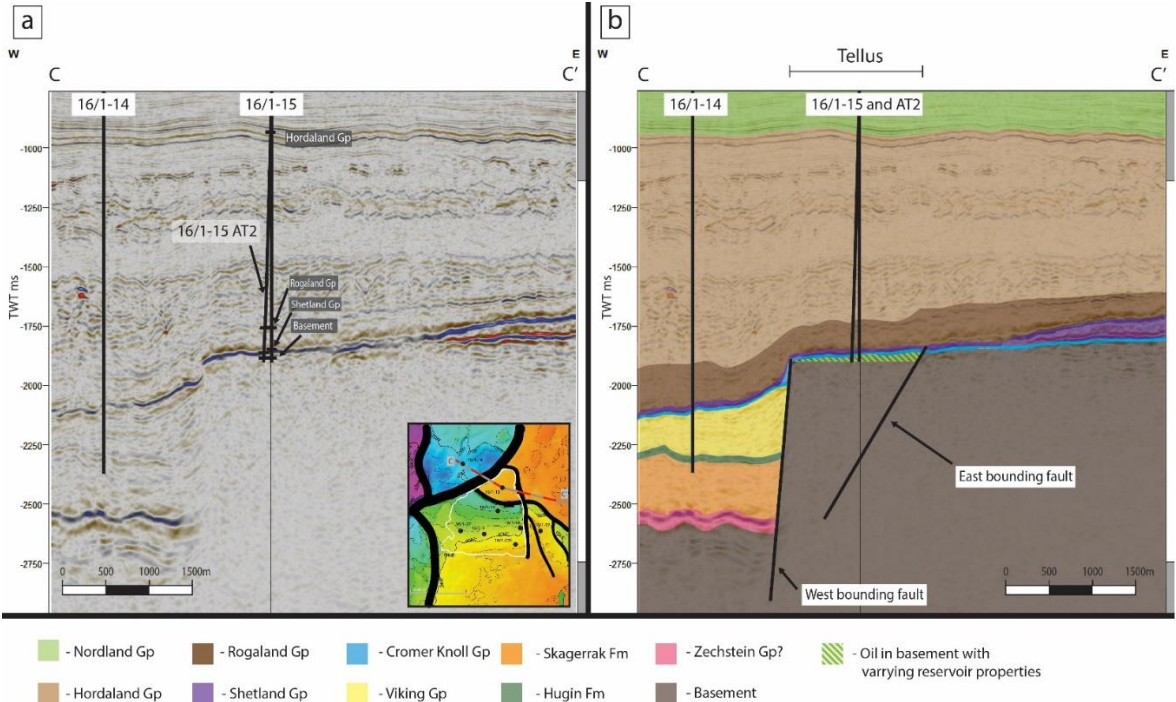 a
W
E
C
C'
16/1-14
16/1-15
Hordaland Gp
16/1-15 AT2
Rogaland Gp
Shetland Gp
Basement
TWT ms
-1000
-1250
-1500
-1750
-2000
-2250
-2500
-2750
0 500 1000 1500m
b
W
E
Tellus
C
C'
16/1-14
16/1-15 and AT2
TWT ms
-1000
-1250
-1500
-1750
-2000
-2250
-2500
-2750
East bounding fault
West bounding fault
0 500 1000 1500m
- Nordland Gp
- Rogaland Gp
- Cromer Knoll Gp
- Skagerrak Fm
- Zechstein Gp?
- Oil in basement with
varrying reservoir properties
- Hordaland Gp
- Shetland Gp
- Viking Gp
- Hugin Fm
- Basement